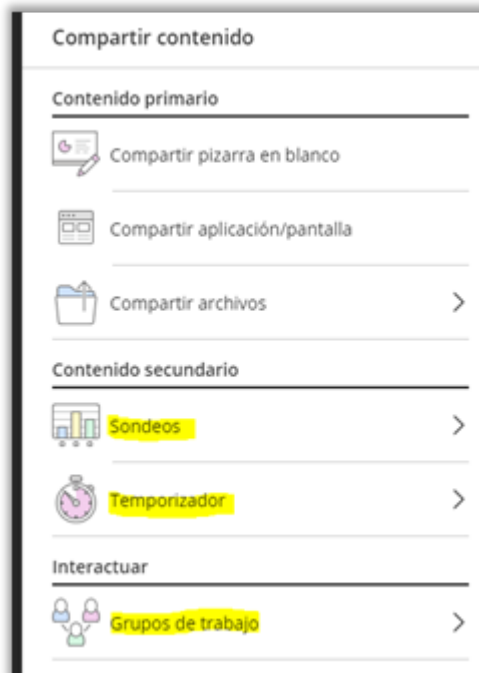 Compartir contenido
Contenido primario
Compartir pizarra en blanco
Compartir aplicación/pantalla
Compartir archivos
Contenido secundario
Sondeos
Temporizador
Interactuar
Grupos de trabajo